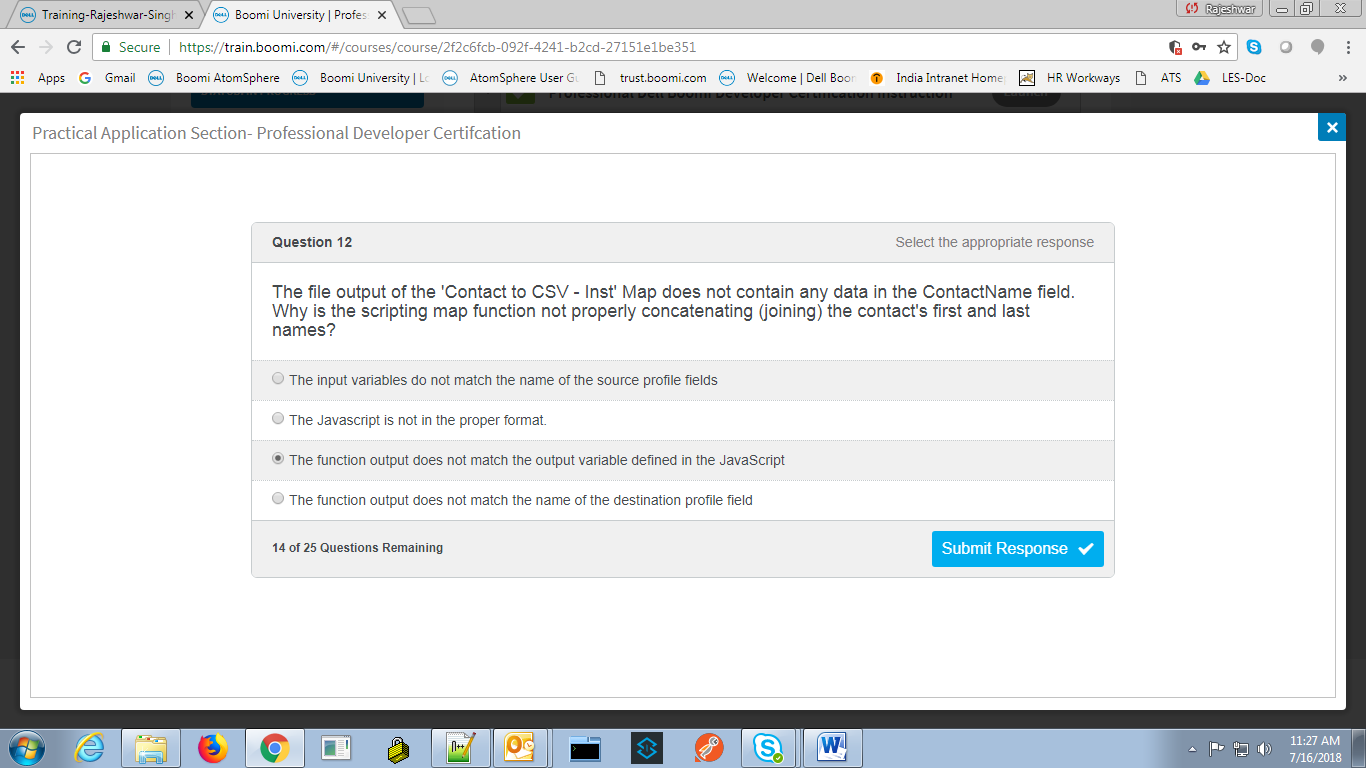 Training-Rajeshwar-Singh
Boomi University | Profes
Rajeshwar
Secure
https://train.boomi.com/#/courses/course/2f2c6fcb-092f-4241-b2cd-27151e1be351
Apps
Gmail
Boomi AtomSphere
Boomi University | Lo
AtomSphere User Gu
trust.boomi.com
Welcome | Dell Boom
India Intranet Home
HR Workways
ATS
LES-Doc
»
Professional Dell Boomi Developer Certification Instruction
Practical Application Section- Professional Developer Certifcation
Question 12
Select the appropriate response
The file output of the 'Contact to CSV - Inst' Map does not contain any data in the ContactName field.
Why is the scripting map function not properly concatenating (joining) the contact's first and last
names?
The input variables do not match the name of the source profile fields
The Javascript is not in the proper format.
The function output does not match the output variable defined in the JavaScript
The function output does not match the name of the destination profile field
14 of 25 Questions Remaining
Submit Response
11:27 AM
7/16/2018